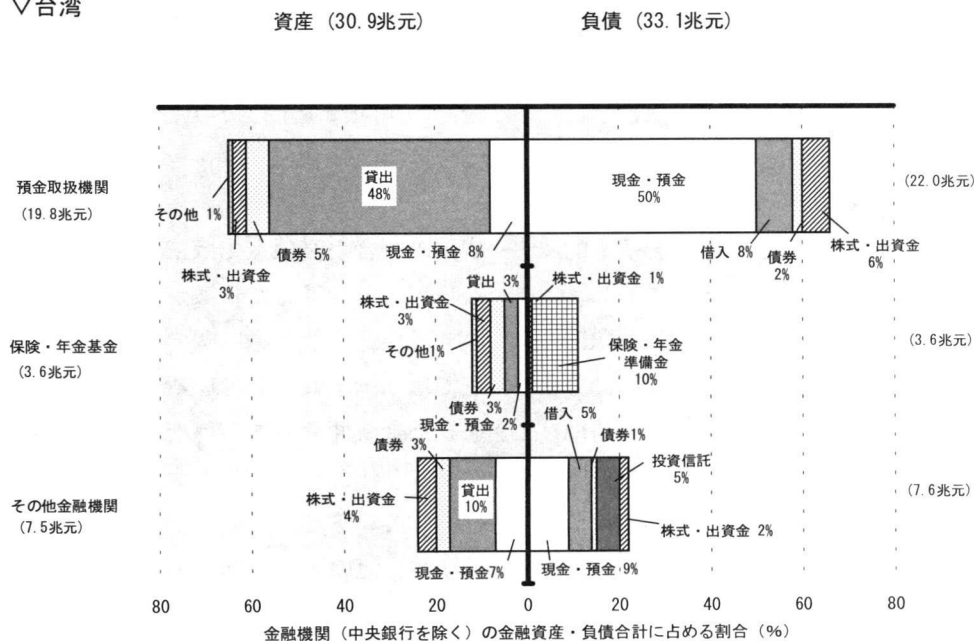 ▽台湾
資産 (30.9兆元)
負債 (33.1兆元)
80 60 40 20 0 20 40 60 80
預金取扱機関
(19.8兆元)
その他 1%
株式・出資金
3%
債券 5%
貸出
48%
現金・預金 8%
現金・預金
50%
借入 8%
債券
2%
株式・出資金
6%
(22.0兆元)
保険・年金基金
(3.6兆元)
株式・出資金
3%
その他1%
貸出 3%
債券 3%
現金・預金 2%
株式・出資金 1%
保険・年金
準備金
10%
(3.6兆元)
その他金融機関
(7.5兆元)
債券 3%
株式・出資金
4%
貸出
10%
現金・預金7%
借入 5%
債券1%
投資信託
5%
株式・出資金 2%
現金・預金 9%
(7.6兆元)
80 60 40 20 0 20 40 60 80
金融機関（中央銀行を除く）の金融資産・負債合計に占める割合（%）